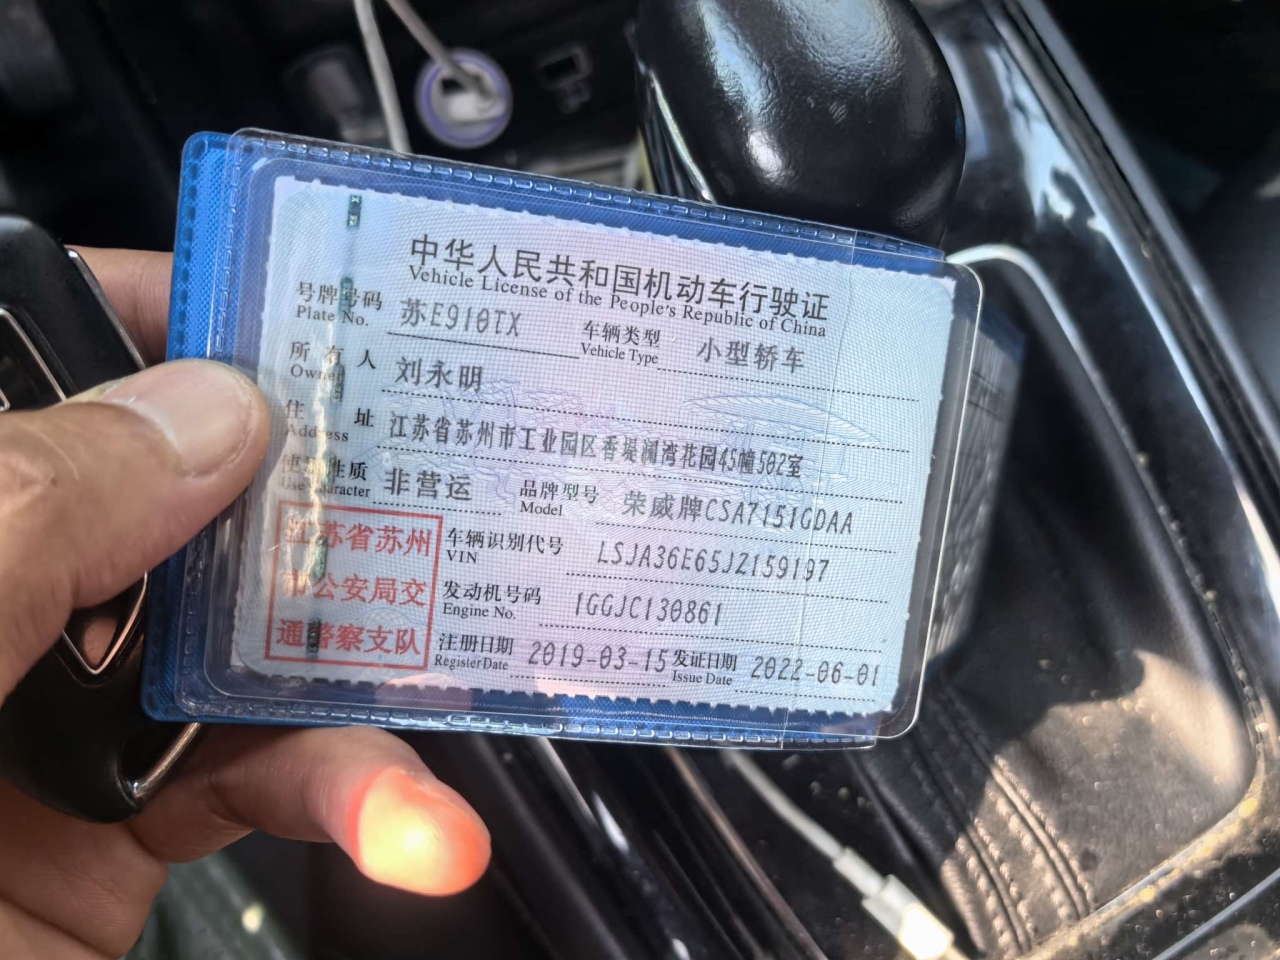 中华人民共和国机动车行驶证
Vehicle License of the People's Republic of China
号牌号码 苏E910TX 车辆类型 小型轿车
Plate No. Vehicle Type
所有人 刘永明
Owner
住址 江苏省苏州市工业园区香堤澜湾花园45幢502室
Address
使用性质 非营运 品牌型号 荣威牌CSA7151GDAA
Use Character Model
江苏省苏州
市公安局交
通警察支队
车辆识别代号 LSJA36E65JZ159197
VIN
发动机号码 IGGJC130861
Engine No.
注册日期 2019-03-15 发证日期 2022-06-01
Register Date Issue Date